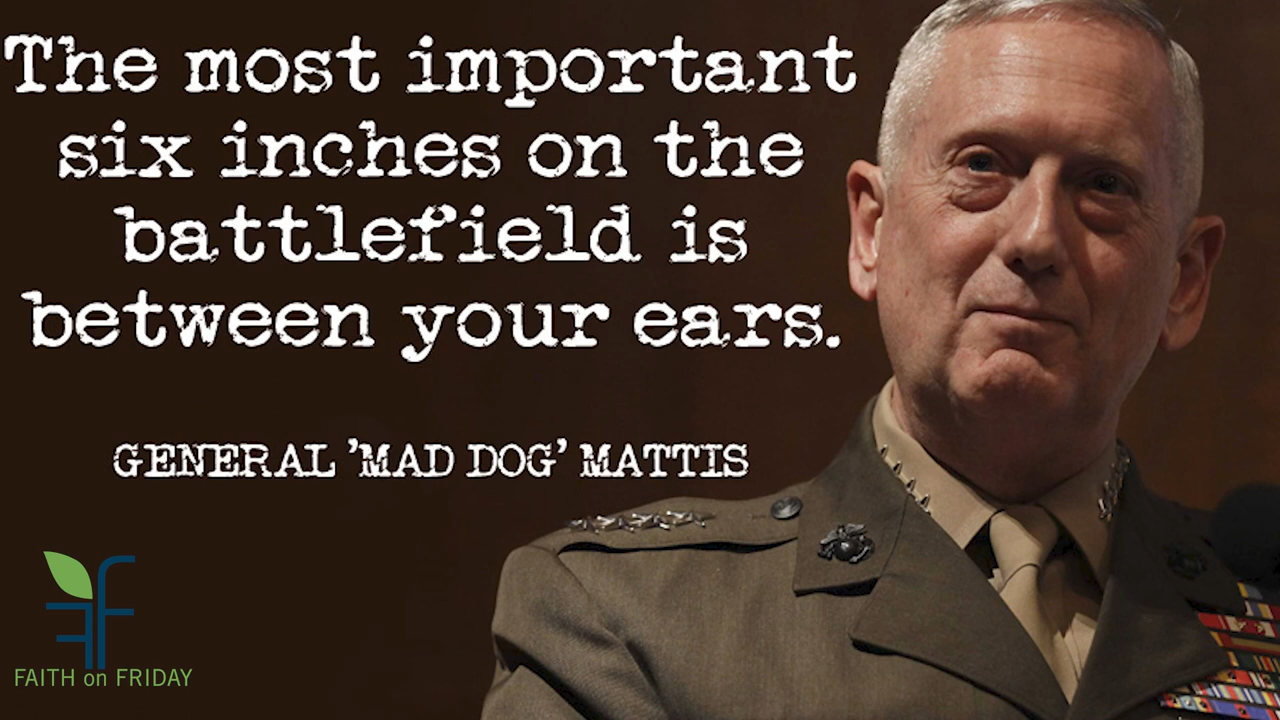 The most important
six inches on the
battlefield is
between your ears.
GENERAL 'MAD DOG' MATTIS
FAITH on FRIDAY